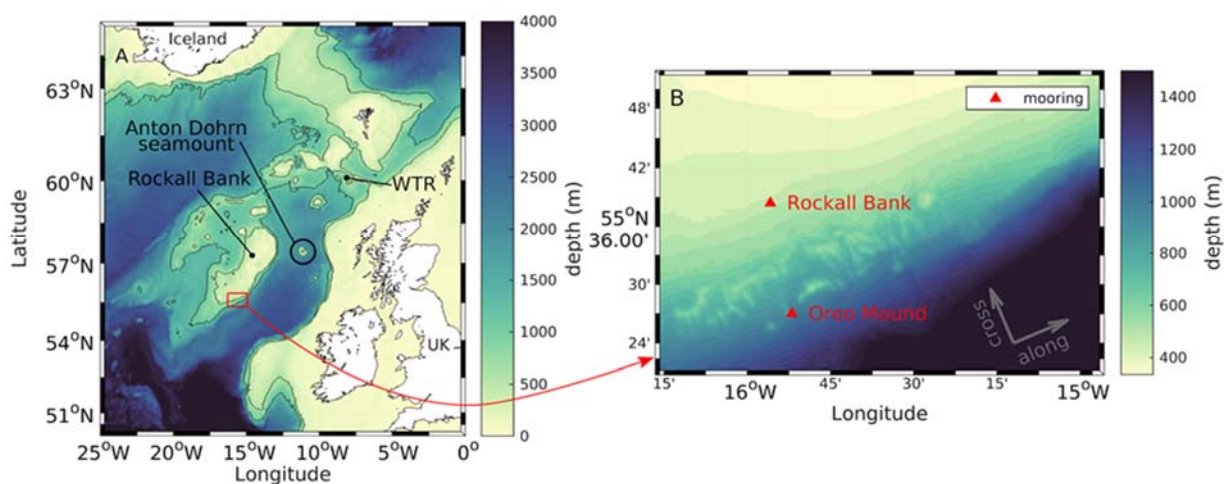 A
Iceland
63°N
60°N
57°N
54°N
51°N
Latitude
Anton Dohrn
seamount
Rockall Bank
WTR
UK
25°W
20°W
15°W
10°W
5°W
0°
Longitude
4000
3500
3000
2500
2000
1500
1000
500
0
depth (m)
B
mooring
48'
42'
55°N
36.00'
30'
24'
Rockall Bank
Oreo Mound
cross
along
15'
16°W
45'
30'
15'
15°W
Longitude
1400
1200
1000
800
600
400
depth (m)